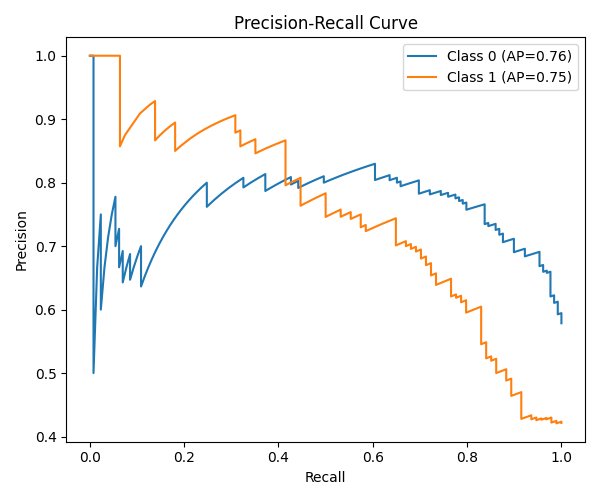 Precision-Recall Curve
Class 0 (AP=0.76)
Class 1 (AP=0.75)
Precision
1.0
0.9
0.8
0.7
0.6
0.5
0.4
0.0 0.2 0.4 0.6 0.8 1.0
Recall